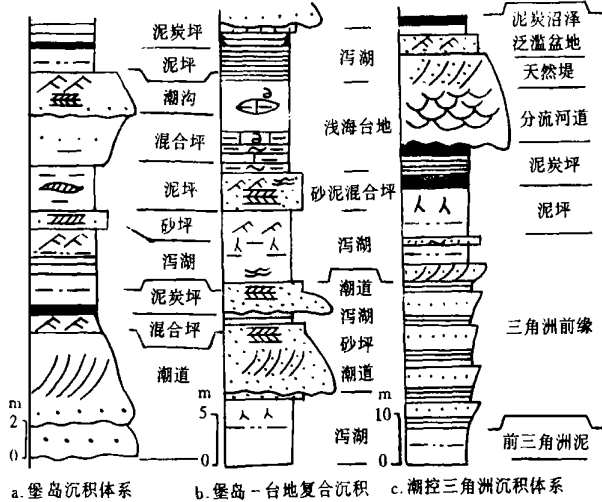 泥炭坪
泥坪
潮沟
混合坪
泥坪
砂坪
泻湖
泥炭坪
混合坪
潮道
m
2
0
a.堡岛沉积体系
泻湖
浅海台地
砂泥混合坪
泻湖
潮道
泻湖
砂坪
潮道
泻湖
m
5
0
b.堡岛-台地复合沉积
泥炭沼泽
泛滥盆地
天然堤
分流河道
泥炭坪
泥坪
三角洲前缘
前三角洲泥
m
10
0
c.潮控三角洲沉积体系